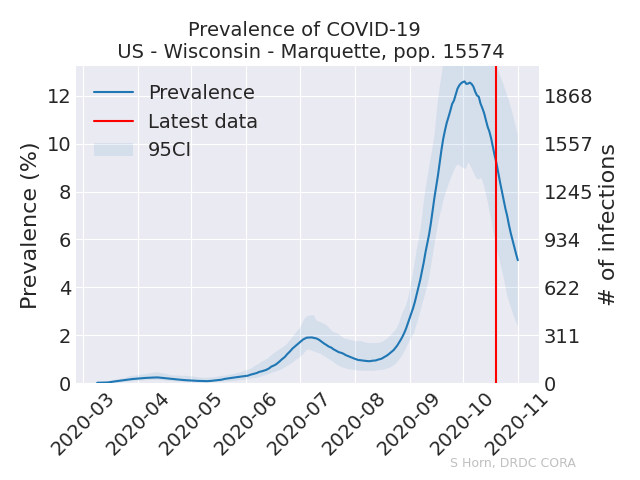 Prevalence of COVID-19
US - Wisconsin - Marquette, pop. 15574
Prevalence
Latest data
95CI
Prevalence (%)
12
10
8
6
4
2
0
1868
1557
1245
934
622
311
0
# of infections
2020-03
2020-04
2020-05
2020-06
2020-07
2020-08
2020-09
2020-10
2020-11
S Horn, DRDC CORA